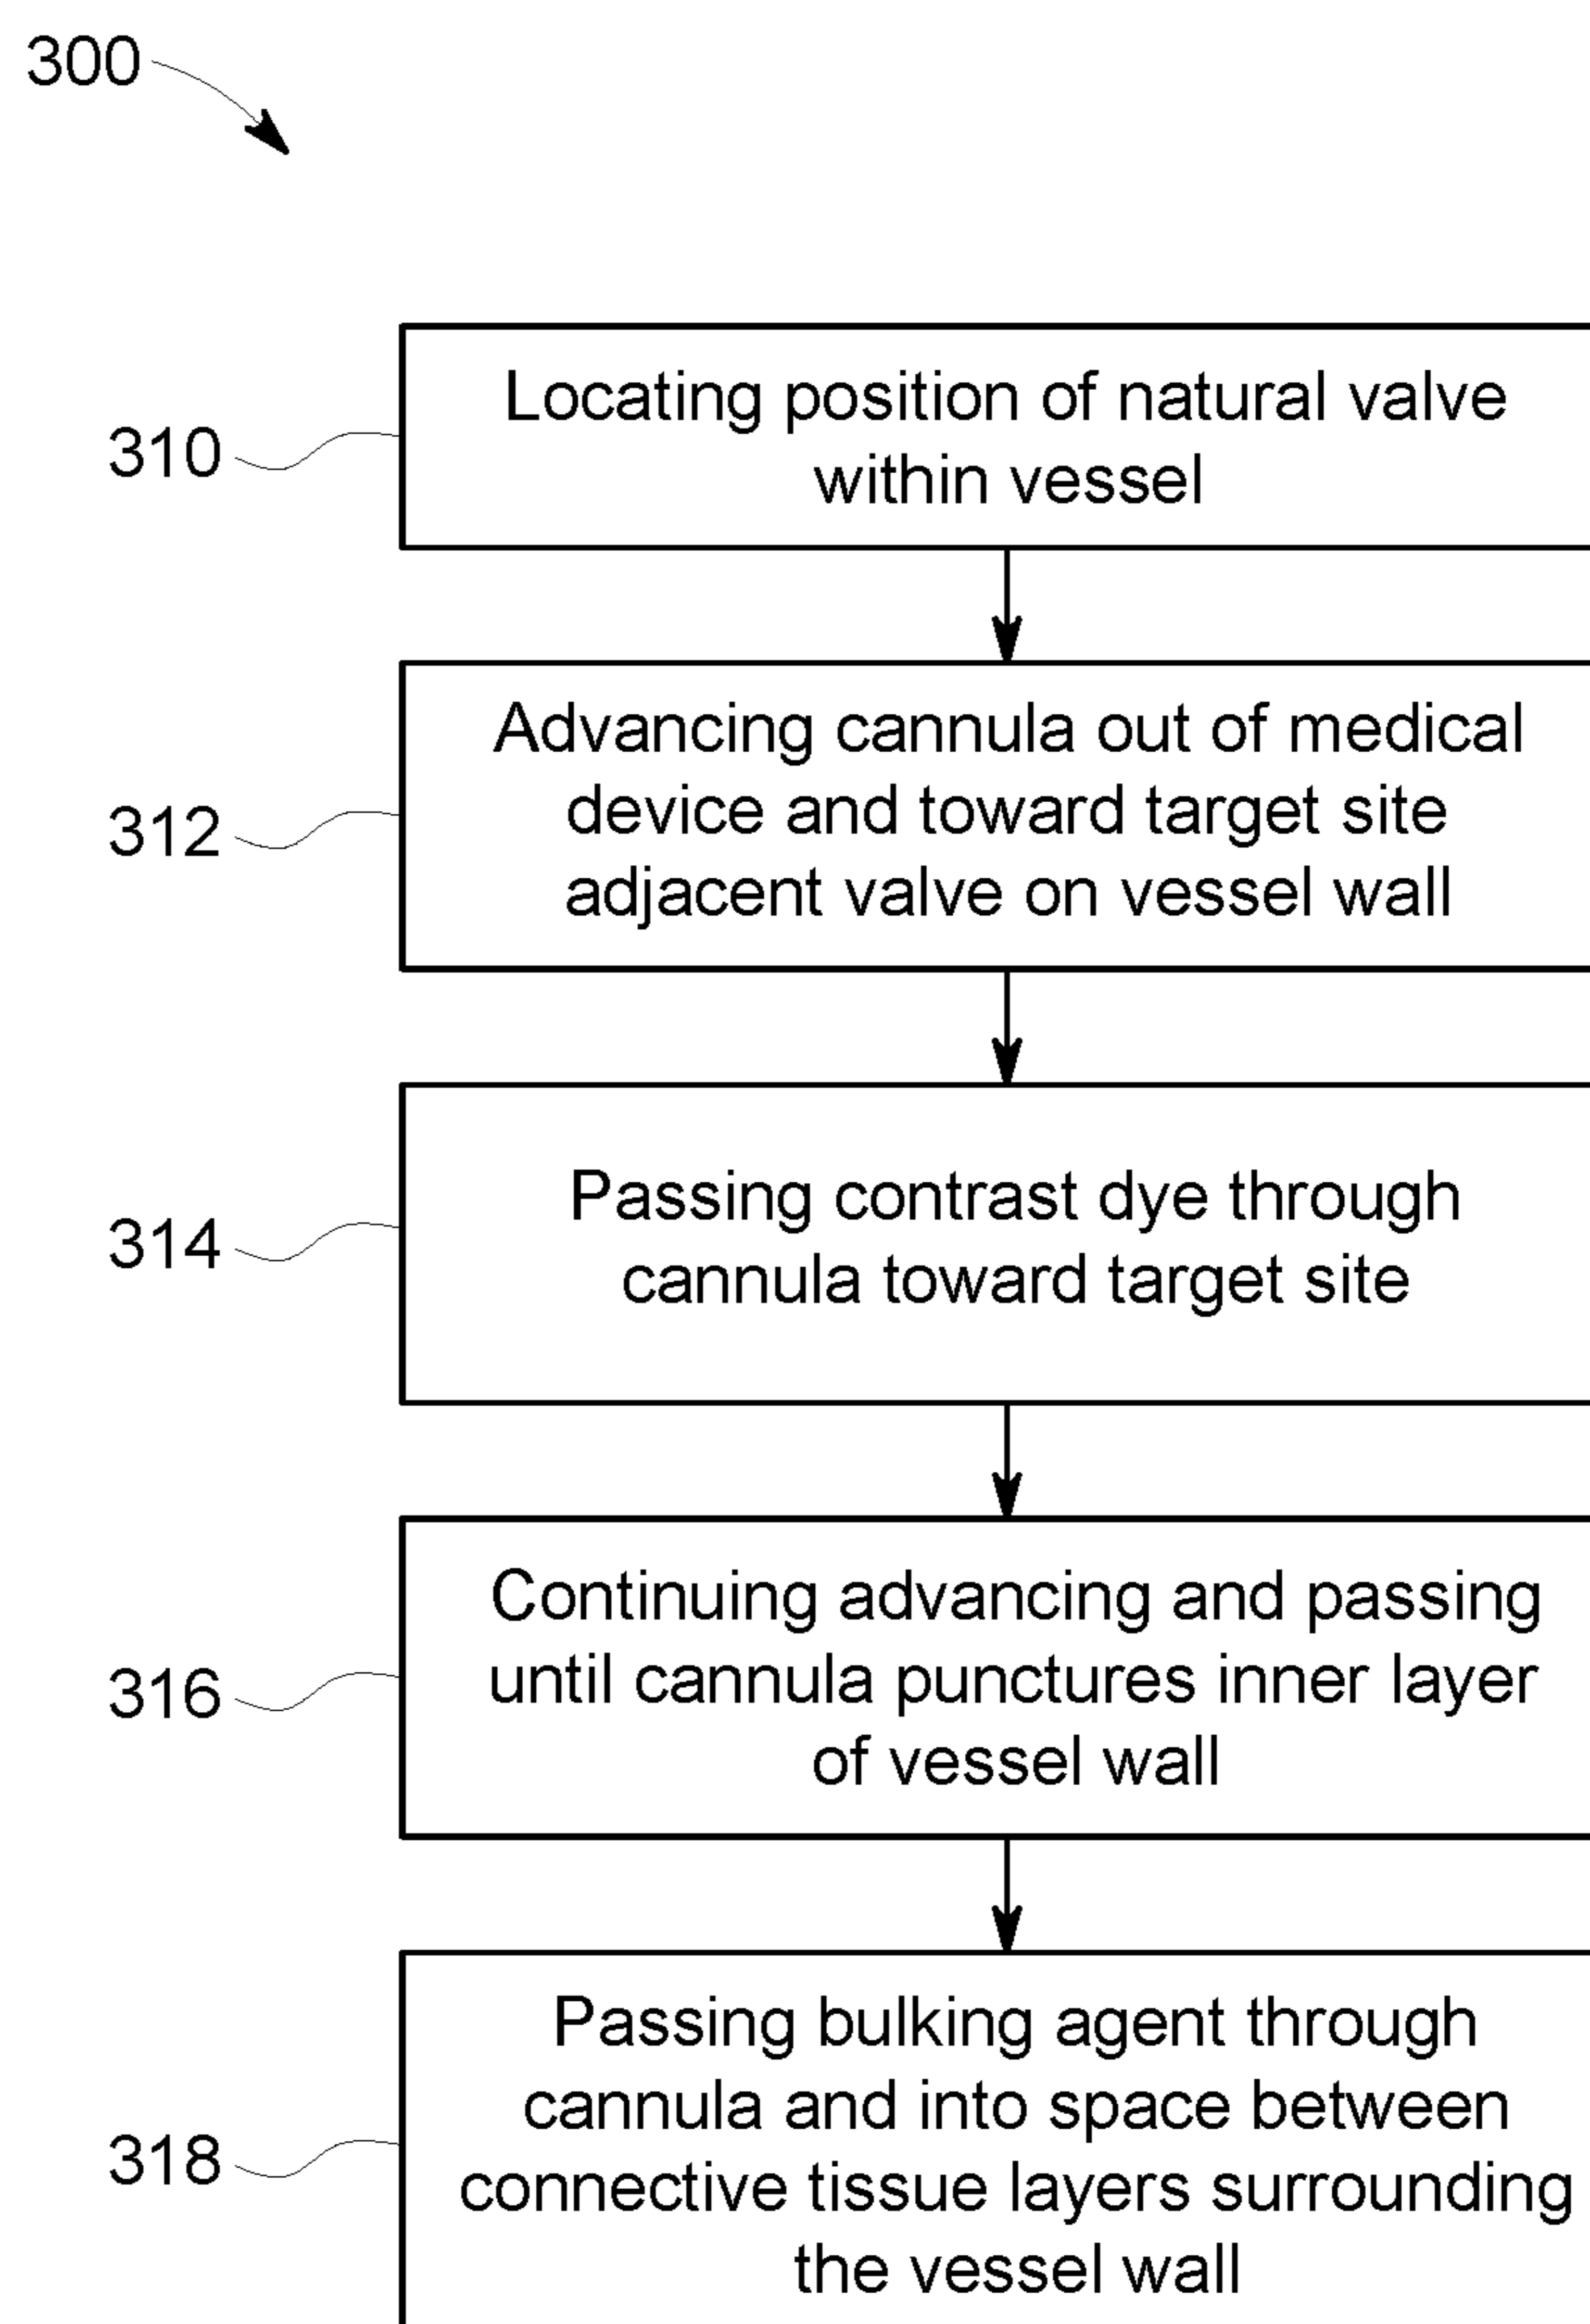 300
310
Locating position of natural valve
within vessel
312
Advancing cannula out of medical
device and toward target site
adjacent valve on vessel wall
314
Passing contrast dye through
cannula toward target site
316
Continuing advancing and passing
until cannula punctures inner layer
of vessel wall
318
Passing bulking agent through
cannula and into space between
connective tissue layers surrounding
the vessel wall